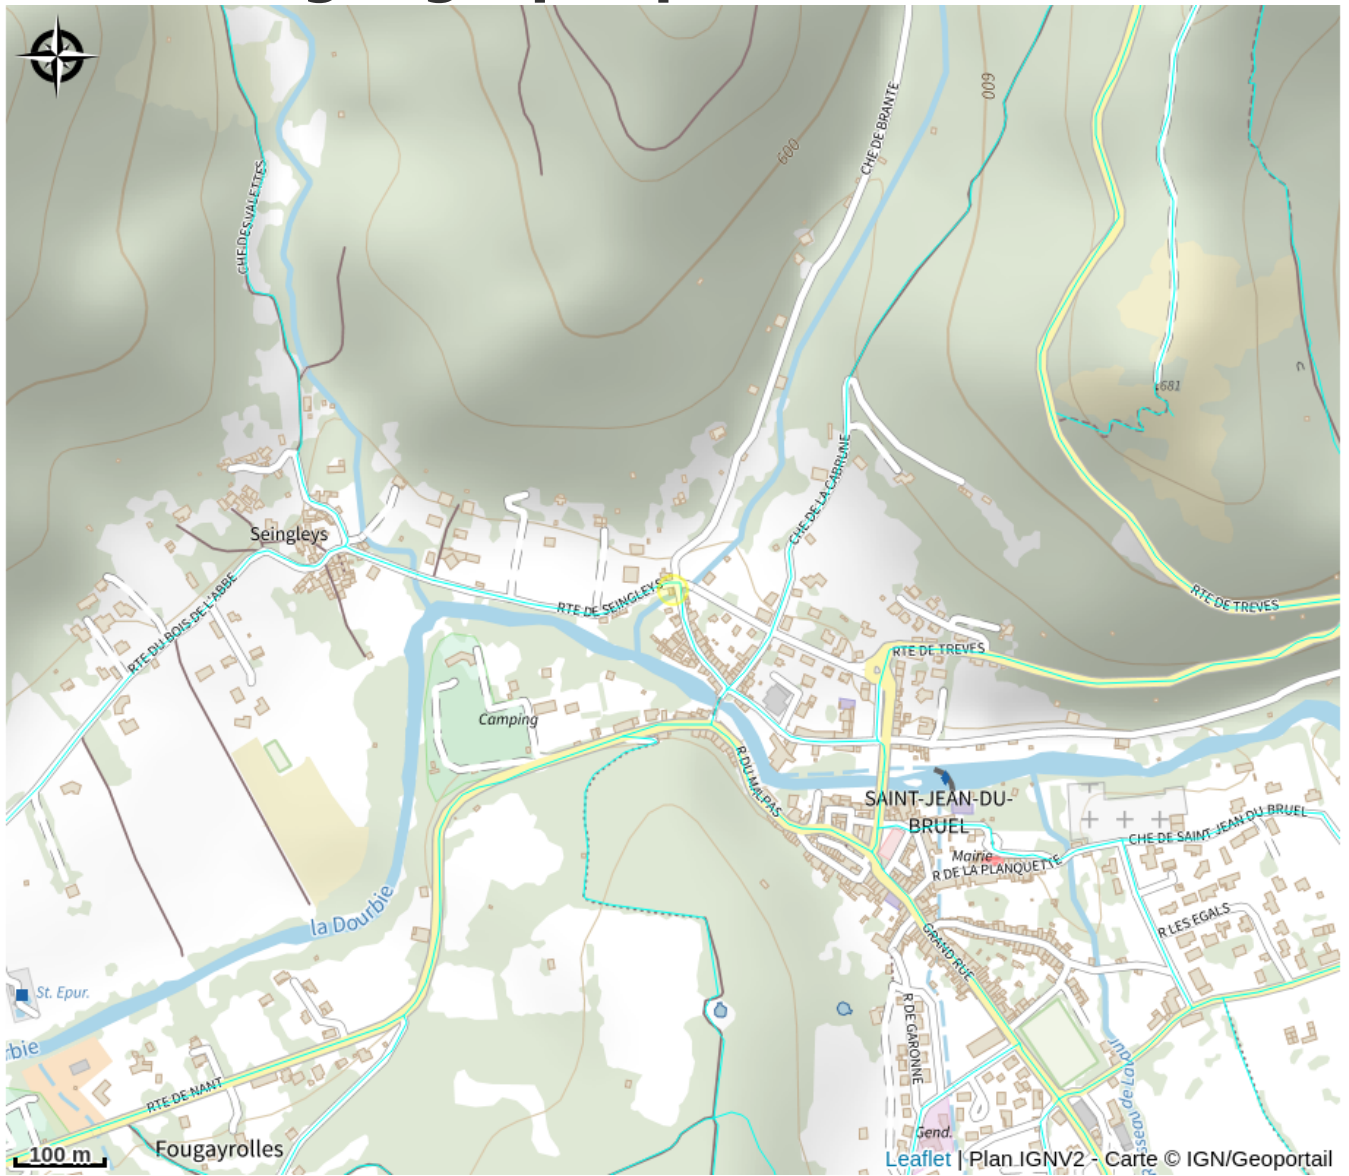 CHE DE BRANTE
600
600
CHE DES VALETTES
681
CHE DE LA CABRUNE
Seingleys
RTE DU BOIS DE L'ABBE
RTE DE SEINGLEYS
RTE DE TREVES
RTE DE TREVES
Camping
R DU MALPAS
SAINT-JEAN-DU-
BRUEL
Mairie
R DE LA PLANQUETTE
CHE DE SAINT JEAN DU BRUEL
R LES EGALS
la Dourbie
GRAND RUE
St. Epur.
R DE GARONNE
rbie
RTE DE NANT
Gend.
Fougayrolles
100 m
Leaflet | Plan IGNV2 - Carte © IGN/Geoportail